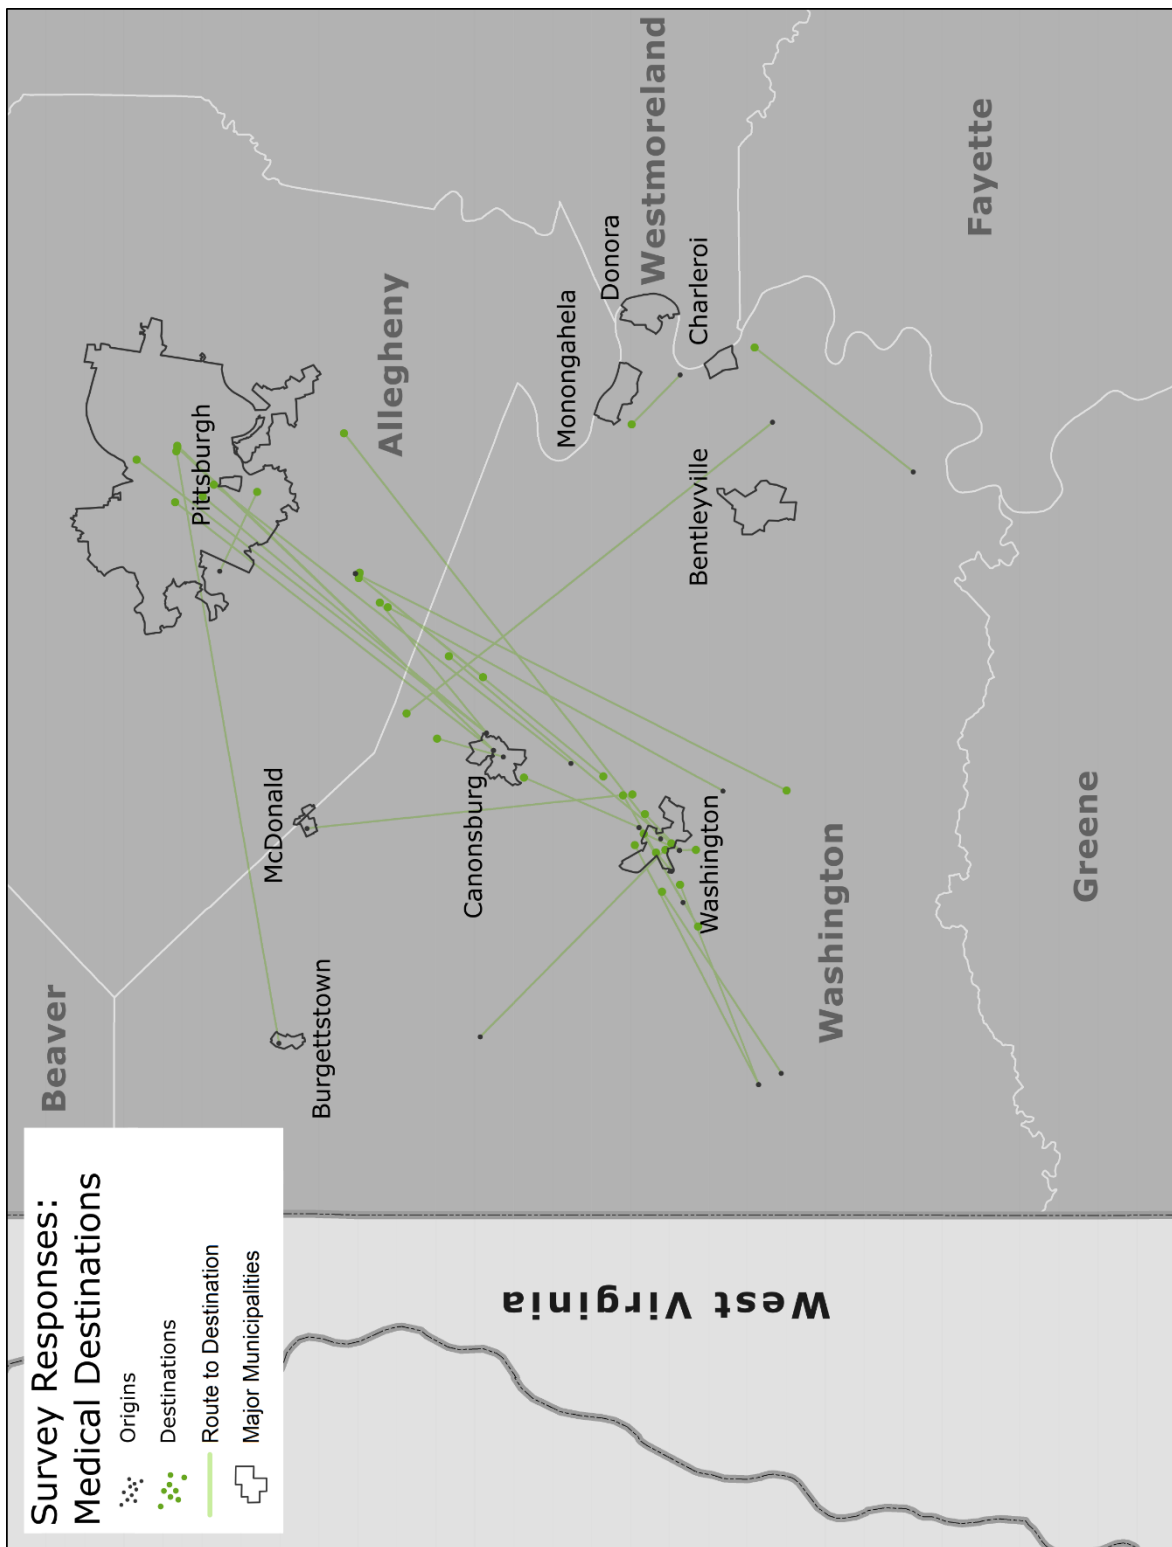 Survey Responses:
Medical Destinations
Origins
Destinations
Route to Destination
Major Municipalities
Beaver
Burgettstown
McDonald
Pittsburgh
Allegheny
Canonsburg
Monongahela
Donora
Westmoreland
Charleroi
Bentleyville
Washington
Washington
Fayette
Greene
West Virginia